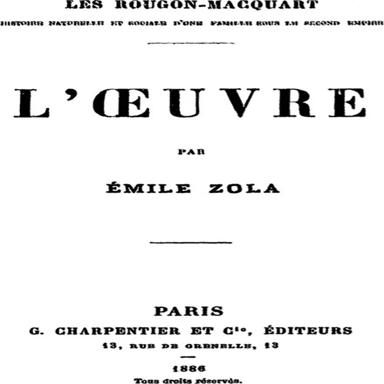 LES ROUGON-MACQUART
HISTOIRE NATURELLE ET SOCIALE D'UNE FAMILLE SOUS LE SECOND EMPIRE
L'ŒUVRE
PAR
ÉMILE ZOLA
PARIS
G. CHARPENTIER ET Cie, ÉDITEURS
13, RUE DE GRENELLE, 13
1886
Tous droits réservés.